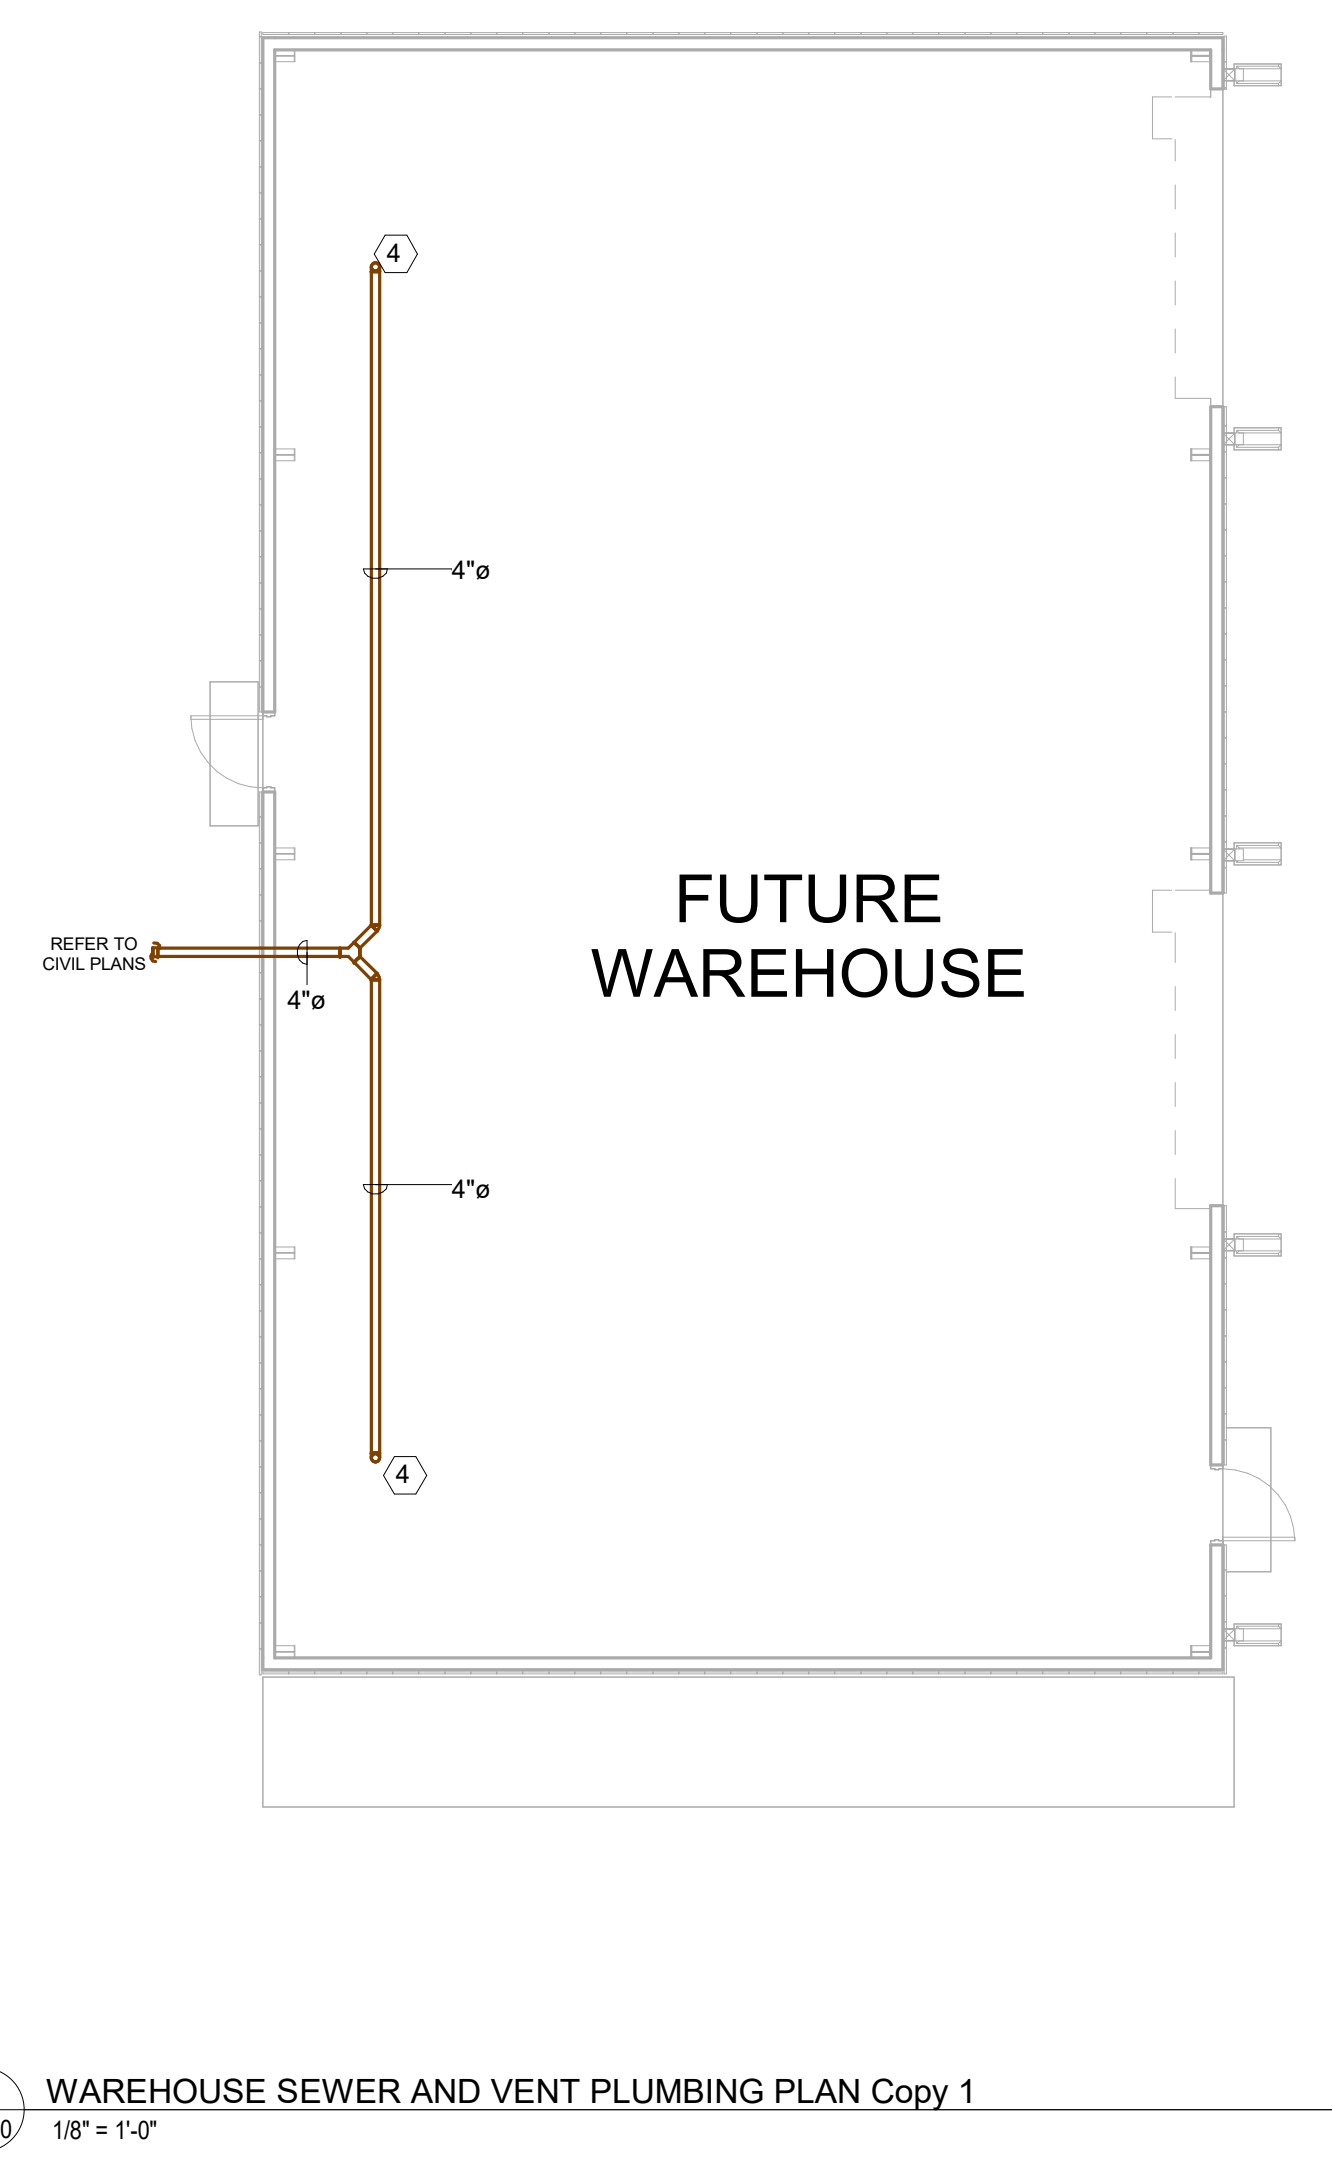 4
4"ø
FUTURE
WAREHOUSE
REFER TO
CIVIL PLANS
4"ø
4"ø
4
WAREHOUSE SEWER AND VENT PLUMBING PLAN Copy 1
0
1/8" = 1'-0"